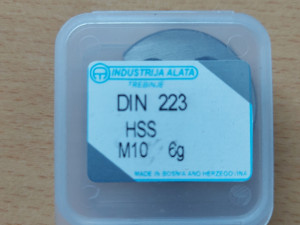 INDUSTRIJA ALATA
TREBINJE
DIN 223
HSS
M10 6g
MADE IN BOSNIA AND HERZEGOVINA